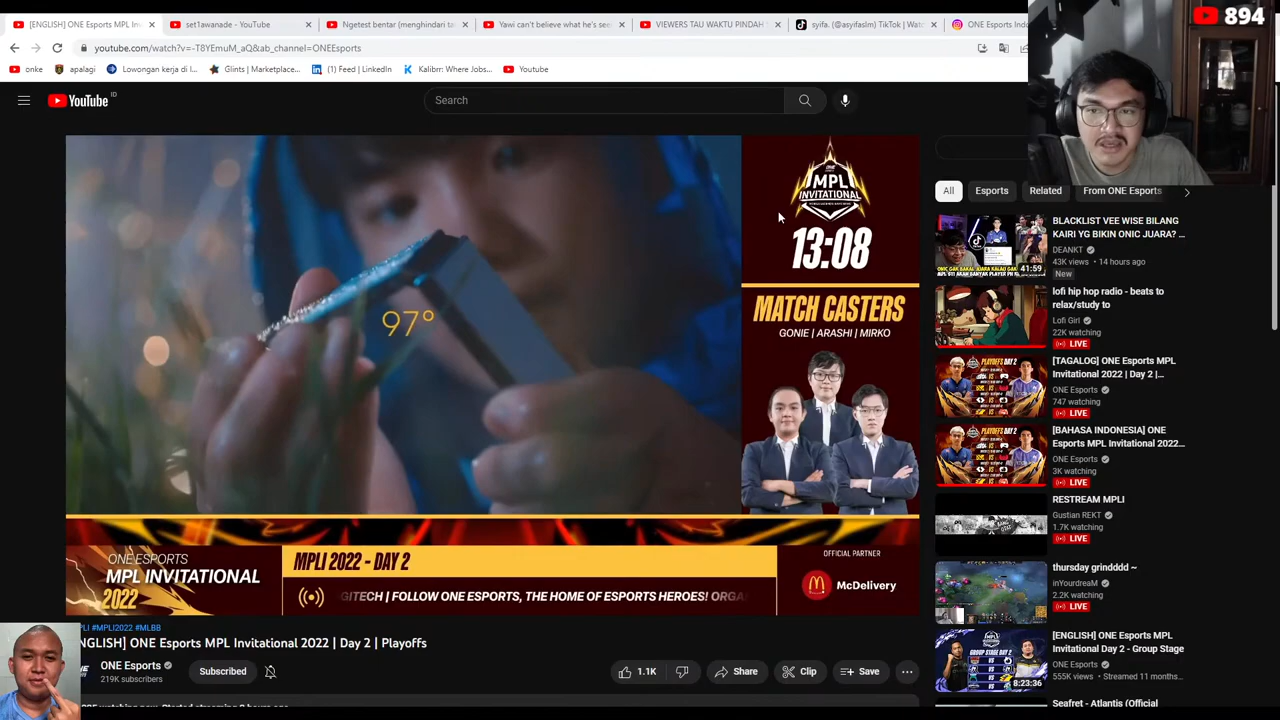 [ENGLISH] ONE Esports MPL Inv
set1awanade - YouTube
Ngetest bentar (menghindari ta
Yawi can't believe what he's see
VIEWERS TAU WAKTU PINDAH
syifa. (@asyifaslm) TikTok | Wat
ONE Esports Indo
894
youtube.com/watch?v=-T8YEmuM_aQ&ab_channel=ONEEsports
onke
apalagi
Lowongan kerja di I...
Glints | Marketplace...
(1) Feed | LinkedIn
Kalibrr: Where Jobs...
Youtube
YouTube ID
Search
MPL
INVITATIONAL
13:08
97°
MATCH CASTERS
GONIE | ARASHI | MIRKO
ONE ESPORTS
MPL INVITATIONAL
2022
MPLI 2022 - DAY 2
GITECH | FOLLOW ONE ESPORTS, THE HOME OF ESPORTS HEROES! ORGA
OFFICIAL PARTNER
McDelivery
PLI #MPLI2022 #MLBB
NGLISH] ONE Esports MPL Invitational 2022 | Day 2 | Playoffs
ONE Esports
219K subscribers
Subscribed
1.1K
Share
Clip
Save
All
Esports
Related
From ONE Esports
BLACKLIST VEE WISE BILANG
KAIRI YG BIKIN ONIC JUARA? ...
DEANKT
43K views • 14 hours ago
New
41:59
lofi hip hop radio - beats to
relax/study to
Lofi Girl
22K watching
LIVE
[TAGALOG] ONE Esports MPL
Invitational 2022 | Day 2 |...
ONE Esports
747 watching
LIVE
PLAYOFFS DAY 2
[BAHASA INDONESIA] ONE
Esports MPL Invitational 2022...
ONE Esports
3K watching
LIVE
PLAYOFFS DAY 2
RESTREAM MPLI
Gustian REKT
1.7K watching
LIVE
thursday grindddd ~
inYourdreaM
2.2K watching
LIVE
[ENGLISH] ONE Esports MPL
Invitational Day 2 - Group Stage
ONE Esports
555K views • Streamed 11 months...
8:23:36
Seafret - Atlantis (Official